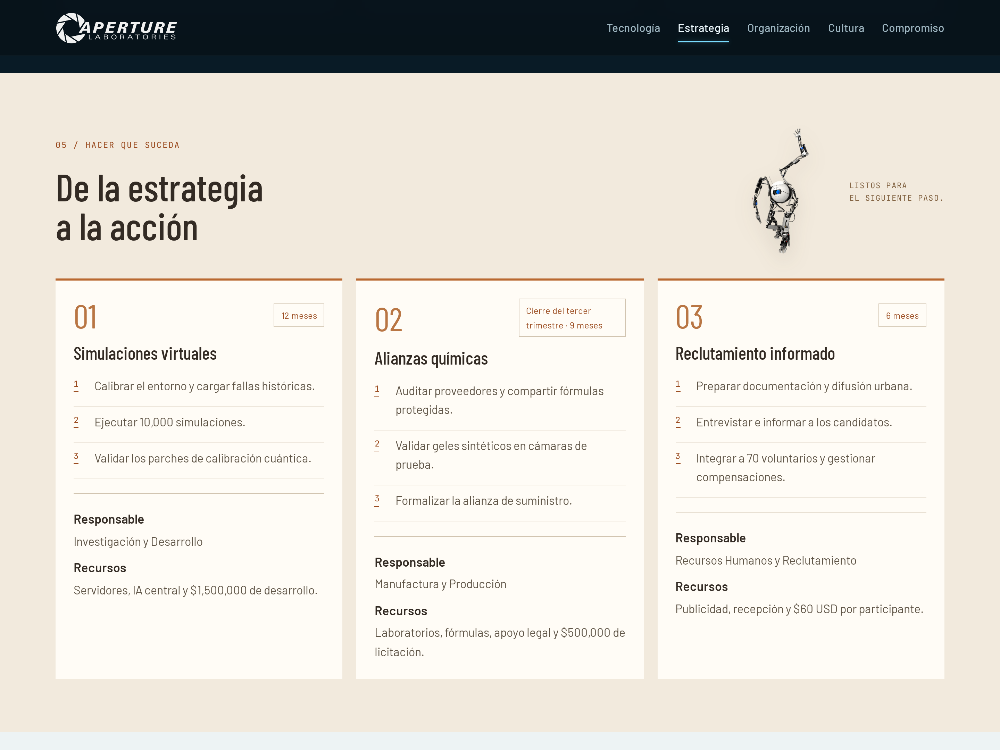 APERTURE
LABORATORIES
Tecnología
Estrategia
Organización
Cultura
Compromiso
05 / HACER QUE SUCEDA
De la estrategia
a la acción
LISTOS PARA
EL SIGUIENTE PASO.
01
12 meses
Simulaciones virtuales
1 Calibrar el entorno y cargar fallas históricas.
2 Ejecutar 10,000 simulaciones.
3 Validar los parches de calibración cuántica.
Responsable
Investigación y Desarrollo
Recursos
Servidores, IA central y $1,500,000 de desarrollo.
02
Cierre del tercer
trimestre · 9 meses
Alianzas químicas
1 Auditar proveedores y compartir fórmulas
protegidas.
2 Validar geles sintéticos en cámaras de
prueba.
3 Formalizar la alianza de suministro.
Responsable
Manufactura y Producción
Recursos
Laboratorios, fórmulas, apoyo legal y $500,000 de
licitación.
03
6 meses
Reclutamiento informado
1 Preparar documentación y difusión urbana.
2 Entrevistar e informar a los candidatos.
3 Integrar a 70 voluntarios y gestionar
compensaciones.
Responsable
Recursos Humanos y Reclutamiento
Recursos
Publicidad, recepción y $60 USD por participante.